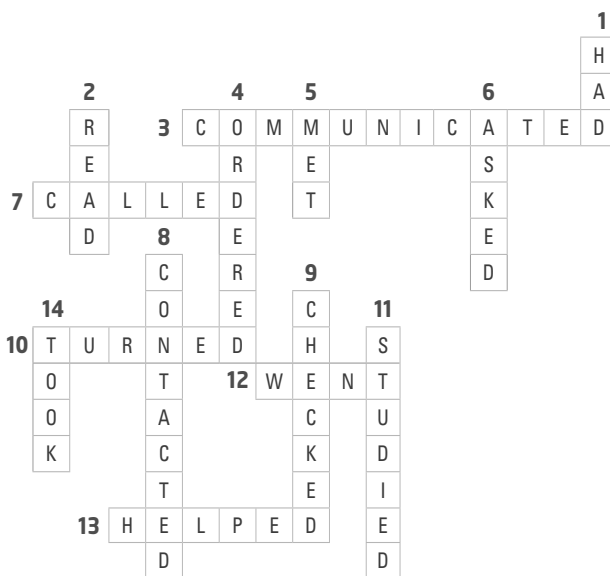 1
H
2 4 5 6 A
R 3 C O M M U N I C A T E D
E R E S
7 C A L L E D T K
D 8 E E
C R 9 D
14 O E C 11
10 T U R N E D H S
O T 12 W E N T
O A C U
K C K D
T E I
13 H E L P E D E
D D